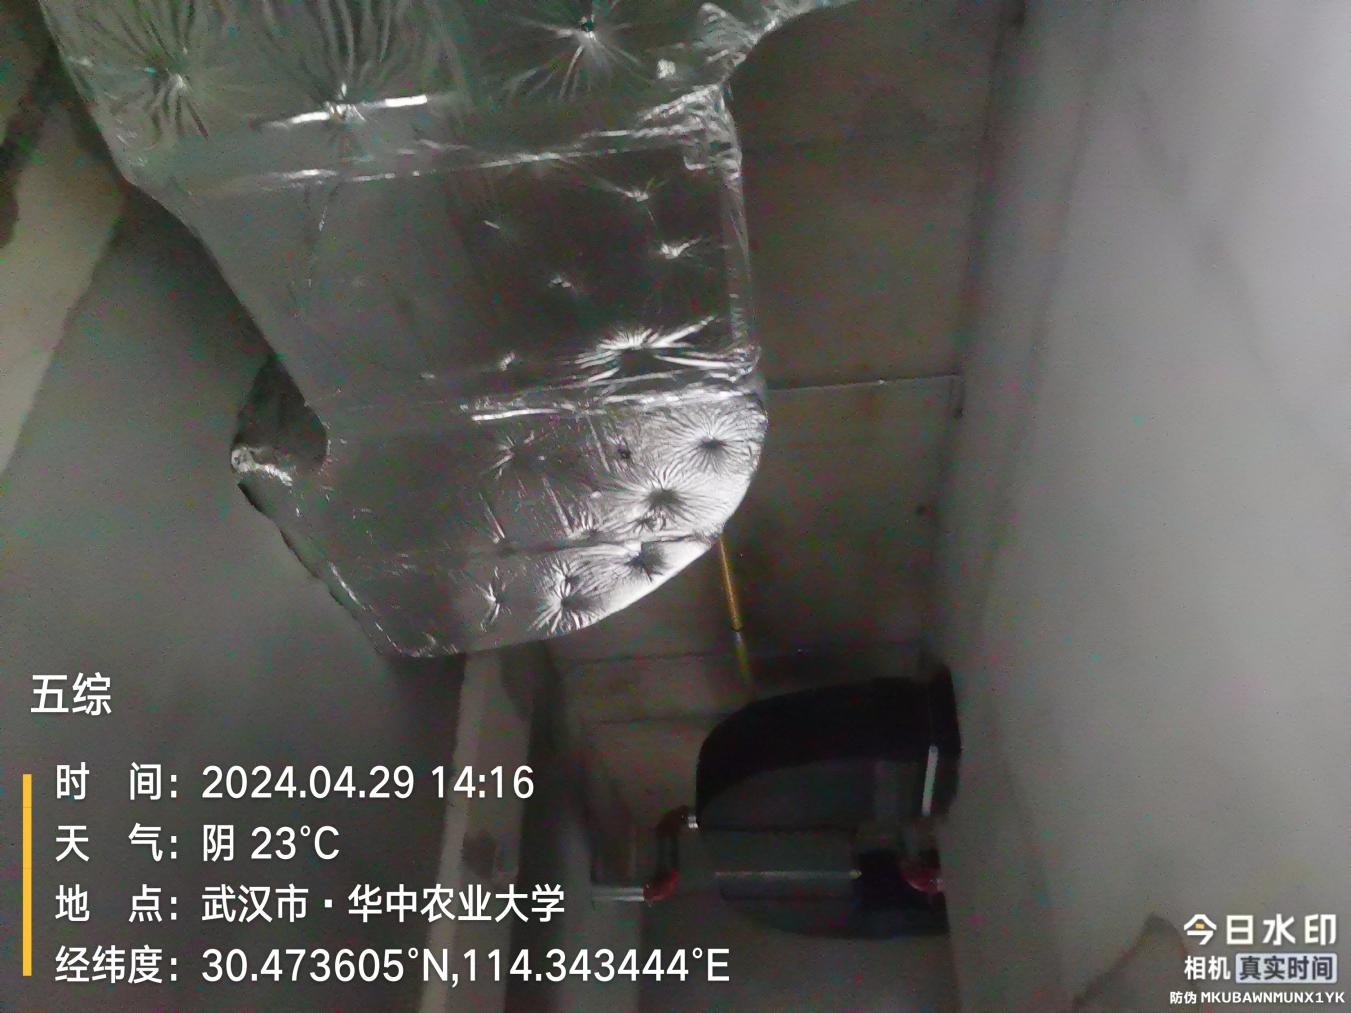 五综
时 间：2024.04.29 14:16
天 气：阴 23°C
地 点：武汉市·华中农业大学
经纬度：30.473605°N,114.343444°E
今日水印
相机 真实时间
防伪 MKUBAWNMUNX1YK